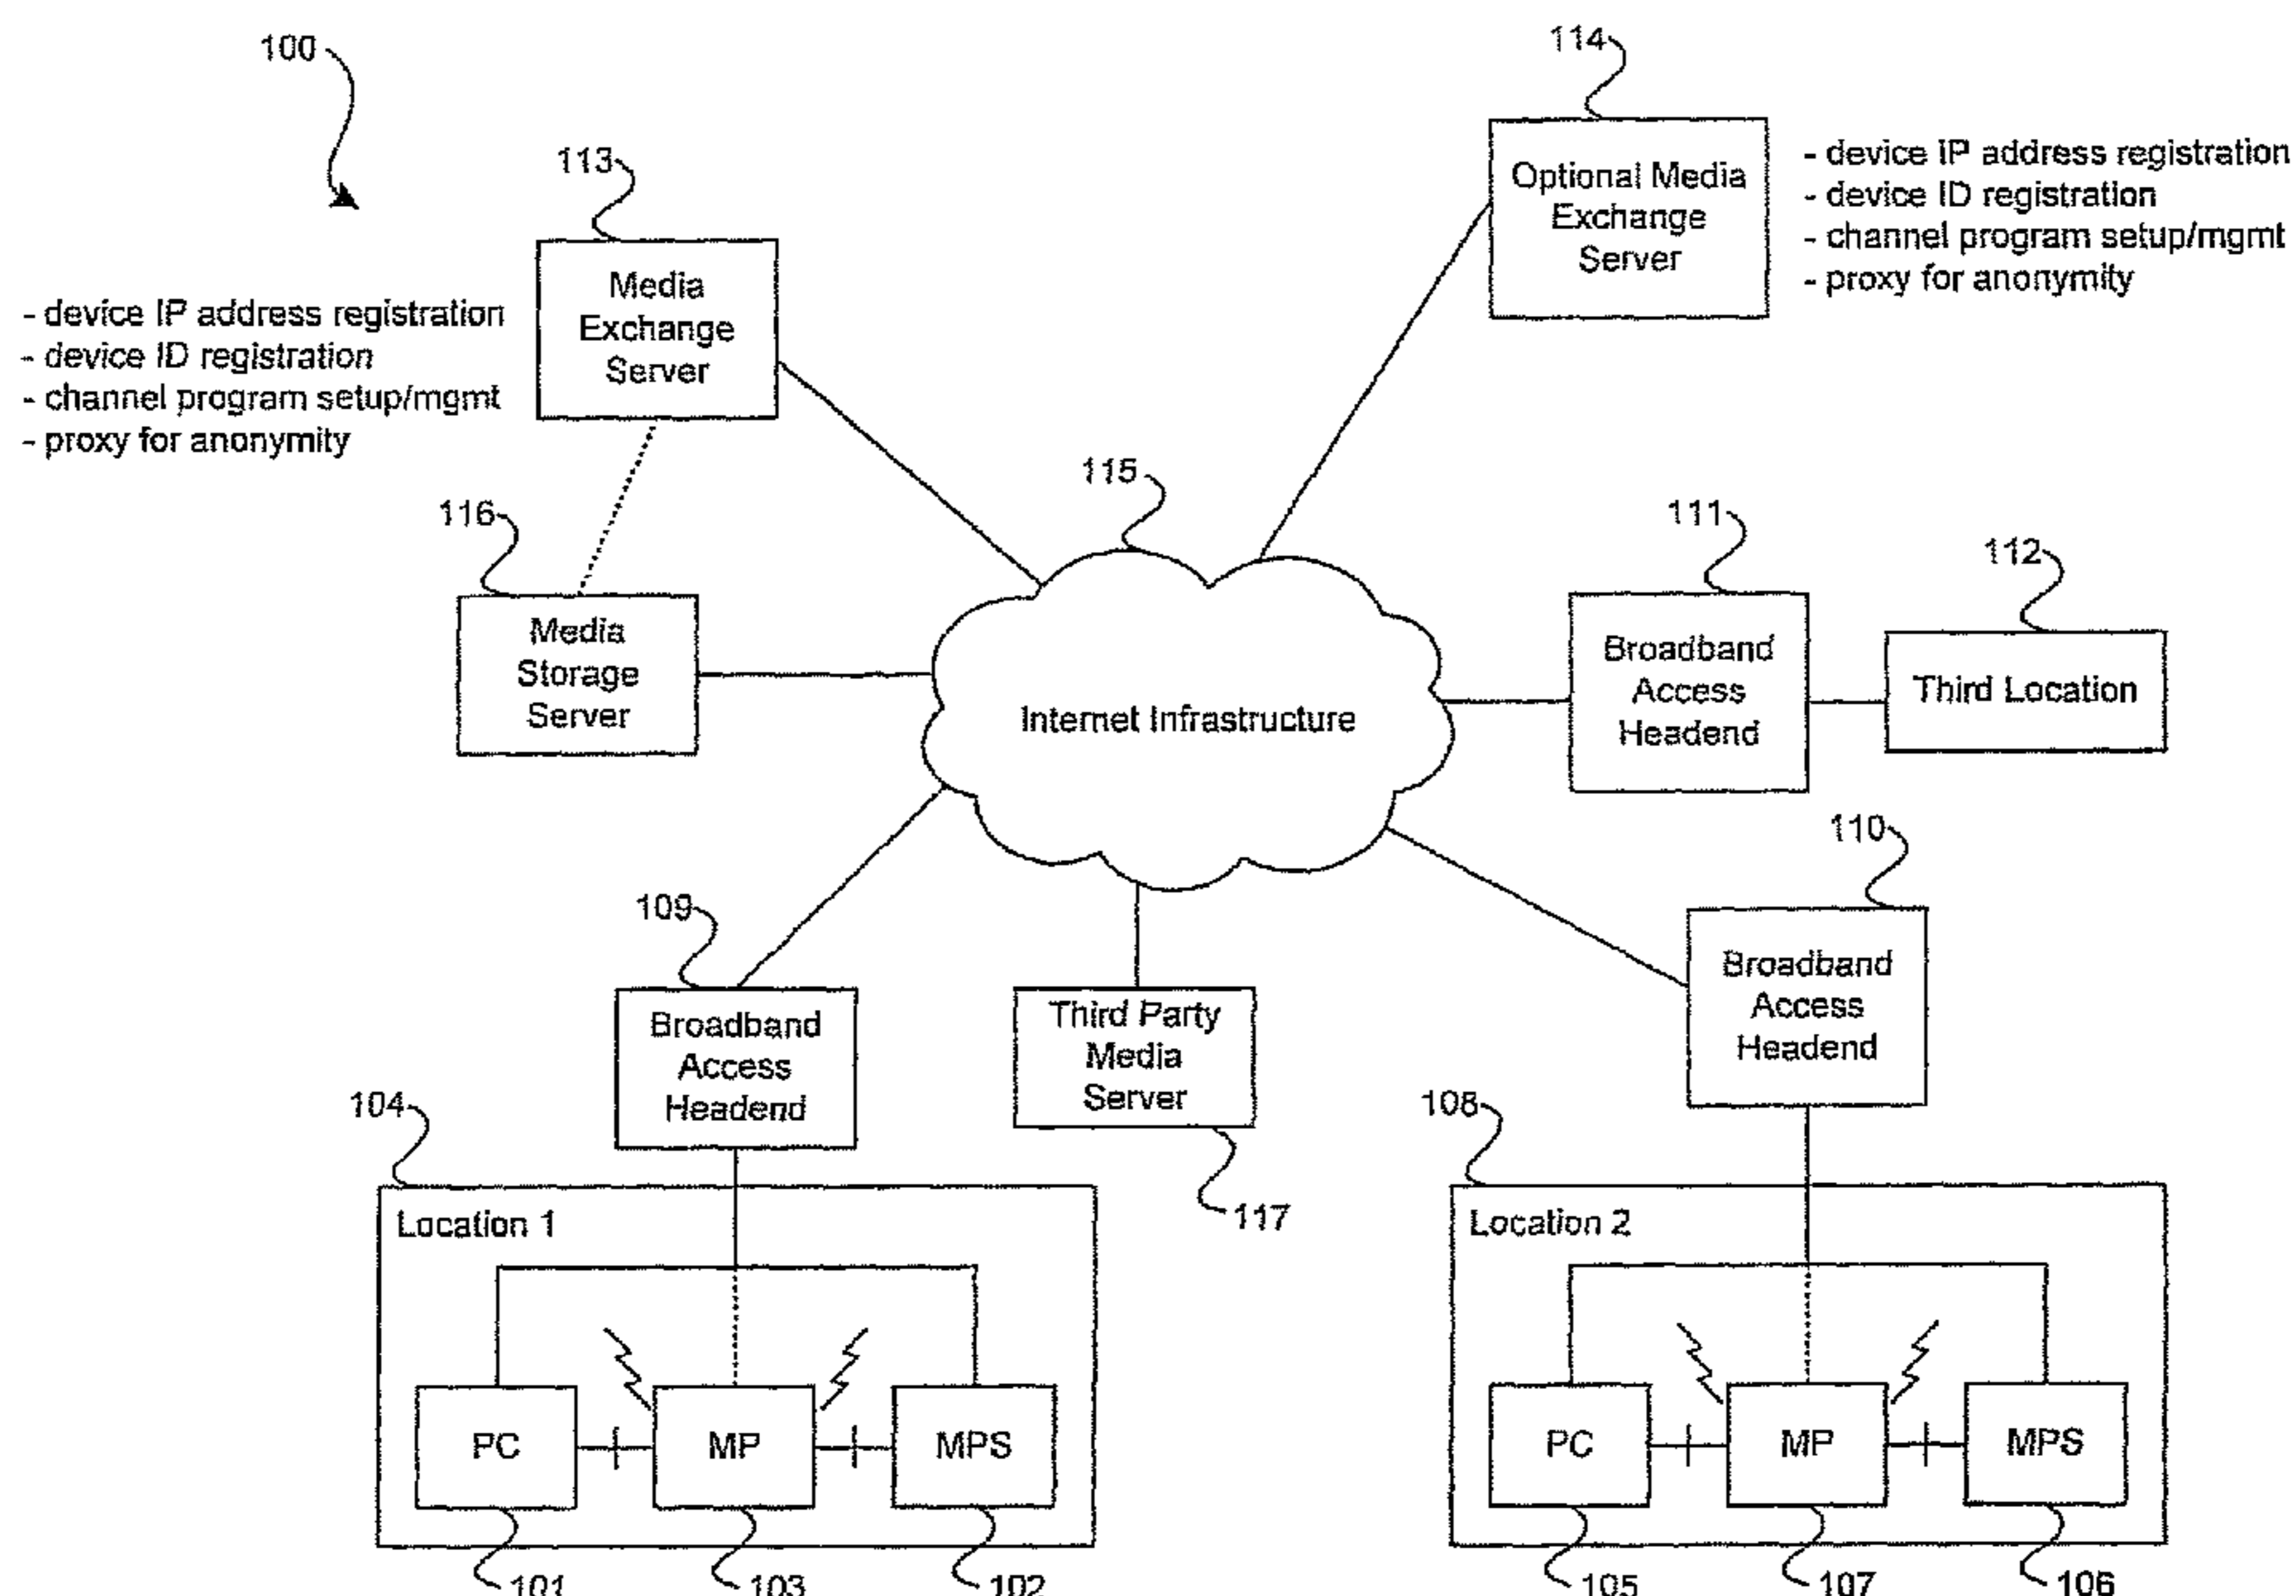 100
114
113
Optional Media
Exchange
Server
- device IP address registration
- device ID registration
- channel program setup/mgmt
- proxy for anonymity
Media
Exchange
Server
- device IP address registration
- device ID registration
- channel program setup/mgmt
- proxy for anonymity
115
116
111
112
Media
Storage
Server
Internet Infrastructure
Broadband
Access
Headend
Third Location
110
109
Broadband
Access
Headend
Third Party
Media
Server
Broadband
Access
Headend
104
108
117
Location 1
Location 2
PC
MP
MPS
PC
MP
MPS
101
103
102
105
107
106